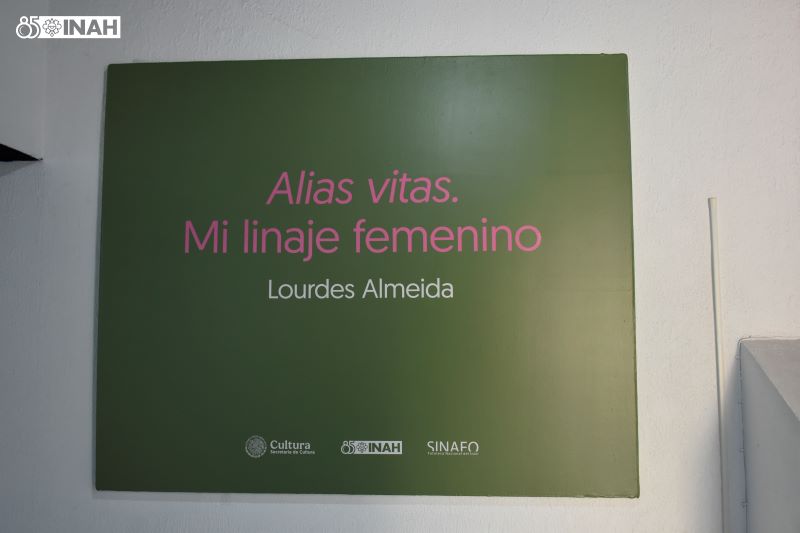 85 INAH
Alias vitas.
Mi linaje femenino
Lourdes Almeida
Cultura
Secretaría de Cultura
85 INAH
SINAFO